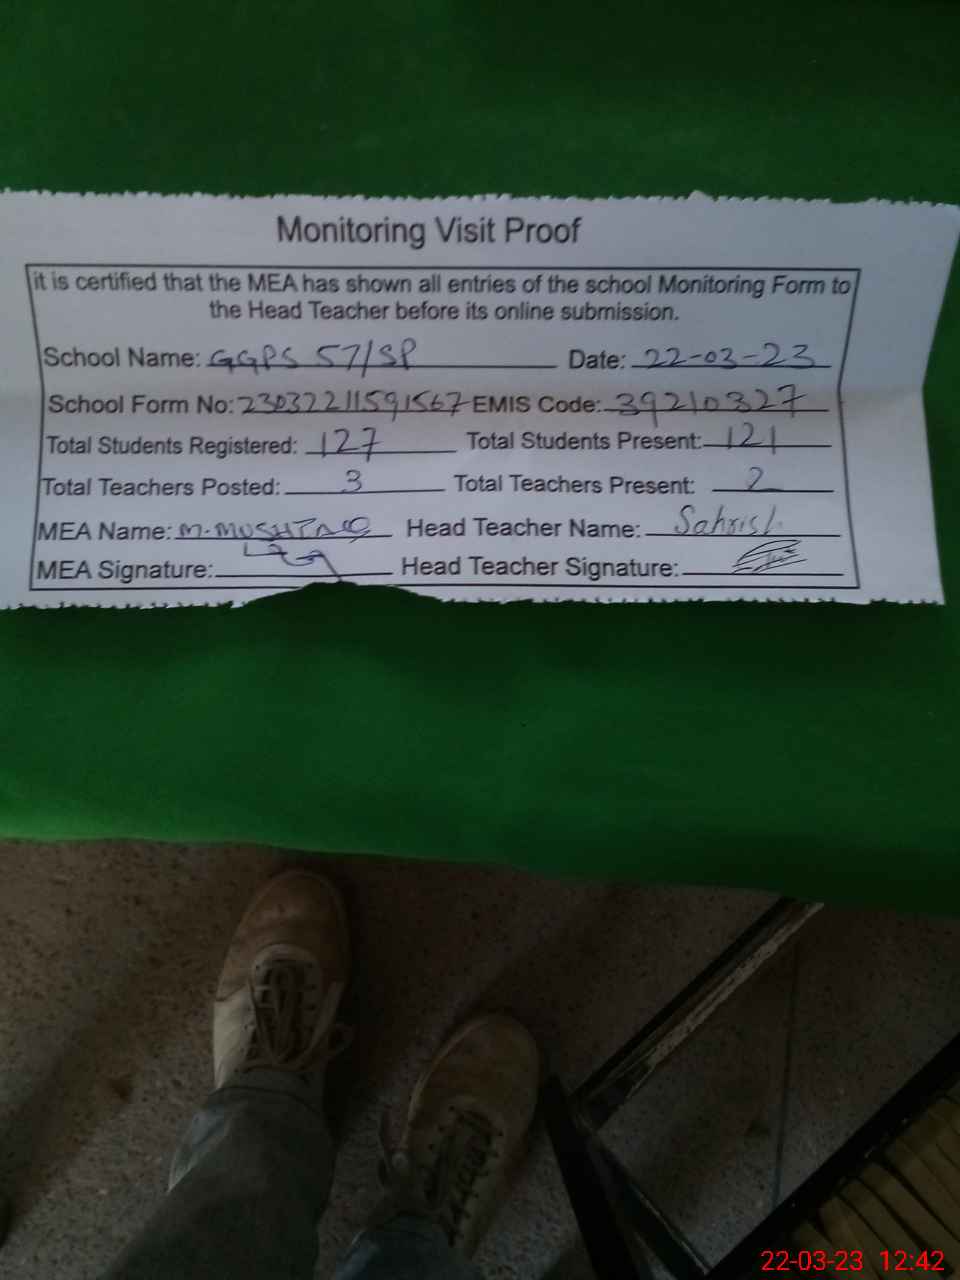 Monitoring Visit Proof
it is certified that the MEA has shown all entries of the school Monitoring Form to
the Head Teacher before its online submission.
School Name: GGPS 57/SP Date: 22-03-23
School Form No: 23032211591567 EMIS Code: 39210327
Total Students Registered: 127 Total Students Present: 121
Total Teachers Posted: 3 Total Teachers Present: 2
MEA Name: M. MUSHTAQ Head Teacher Name: Sahrish
MEA Signature: Head Teacher Signature:
22-03-23 12:42